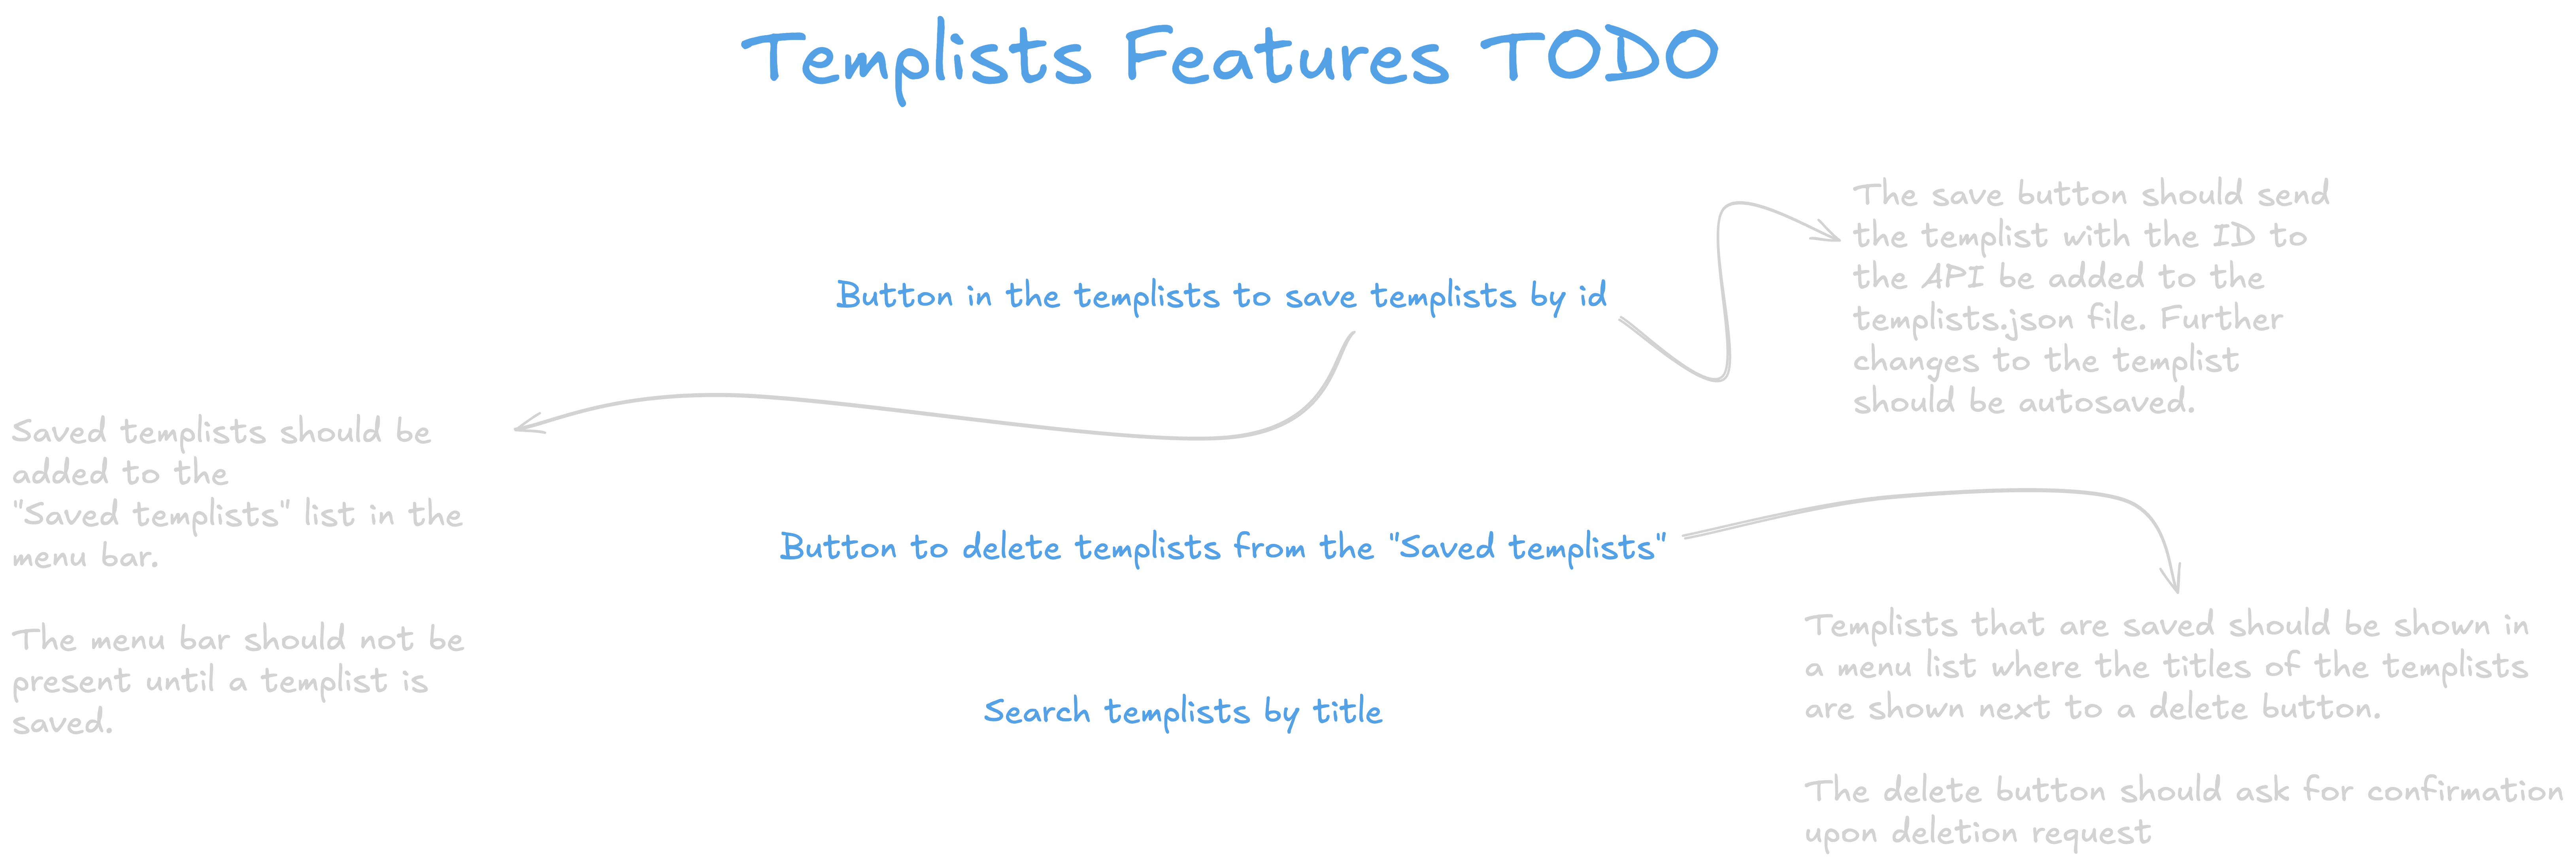 Templists Features TODO
The save button should send
the templist with the ID to
the API be added to the
templists.json file. Further
changes to the templist
should be autosaved.
Button in the templists to save templists by id
Saved templists should be
added to the
"Saved templists" list in the
menu bar.
The menu bar should not be
present until a templist is
saved.
Button to delete templists from the "Saved templists"
Templists that are saved should be shown in
a menu list where the titles of the templists
are shown next to a delete button.
The delete button should ask for confirmation
upon deletion request
Search templists by title